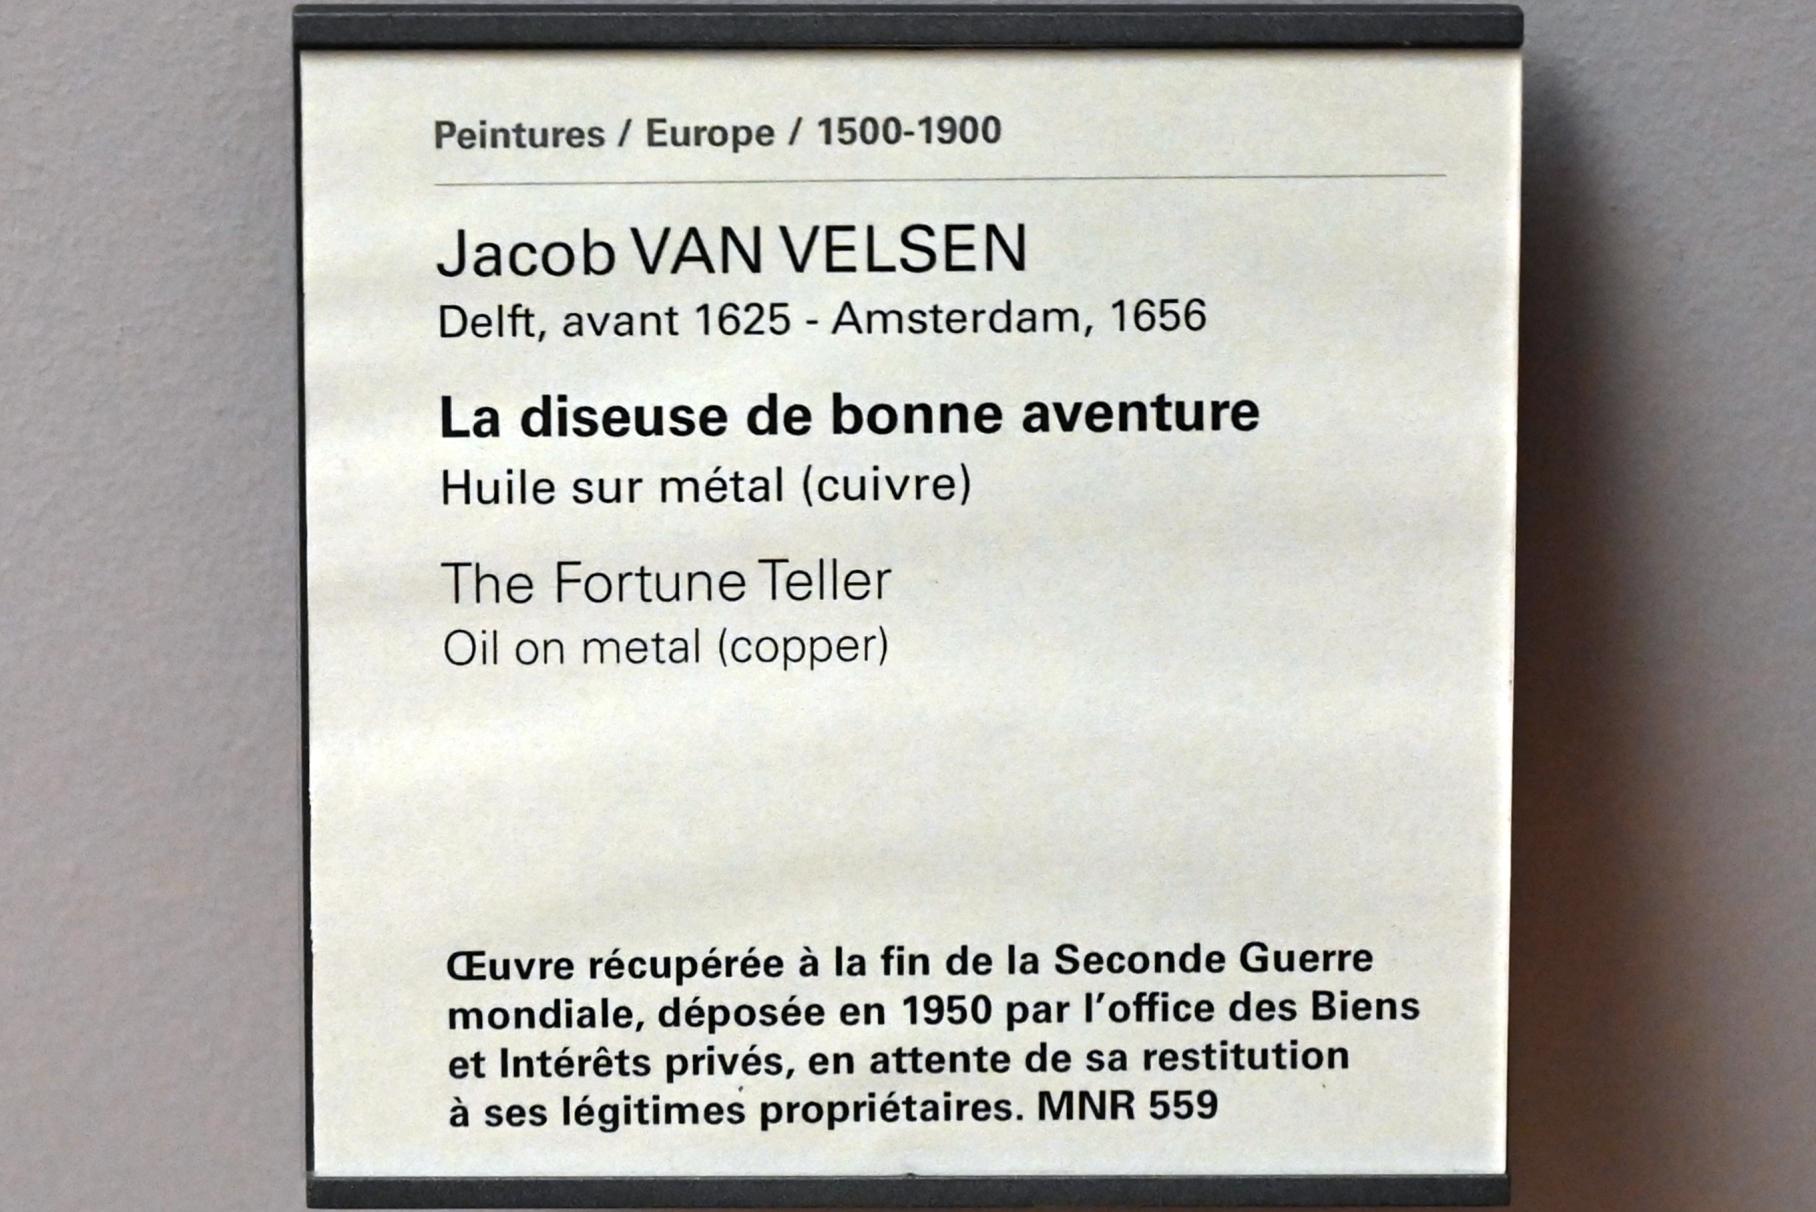 Peintures / Europe / 1500-1900
Jacob VAN VELSEN
Delft, avant 1625 - Amsterdam, 1656
La diseuse de bonne aventure
Huile sur métal (cuivre)
The Fortune Teller
Oil on metal (copper)
Œuvre récupérée à la fin de la Seconde Guerre
mondiale, déposée en 1950 par l'office des Biens
et Intérêts privés, en attente de sa restitution
à ses légitimes propriétaires. MNR 559